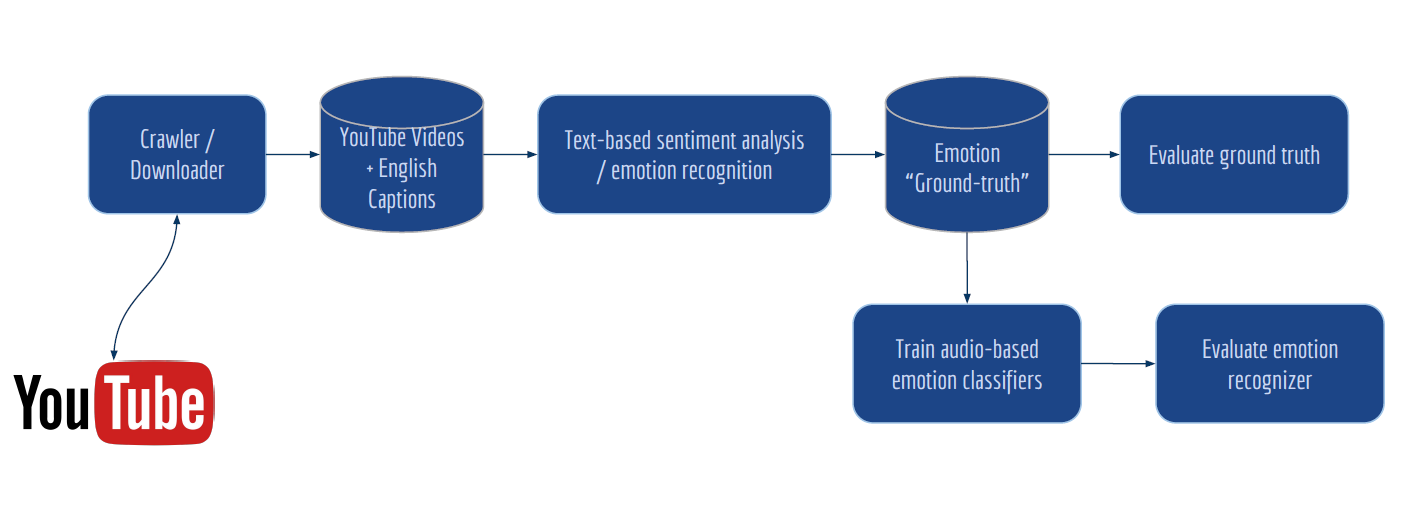 Crawler /
Downloader
YouTube Videos
+ English
Captions
Text-based sentiment analysis
/ emotion recognition
Emotion
“Ground-truth”
Evaluate ground truth
Train audio-based
emotion classifiers
Evaluate emotion
recognizer
YouTube